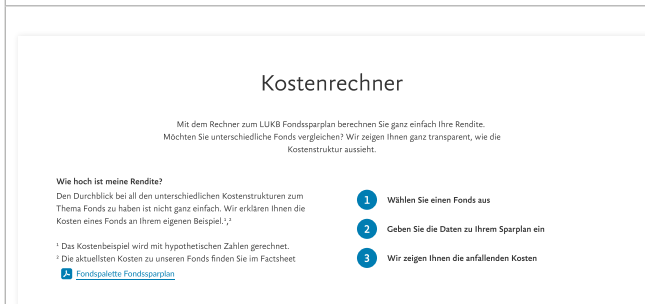 Kostenrechner
Mit dem Rechner zum LUKB Fondssparplan berechnen Sie ganz einfach Ihre Rendite.
Möchten Sie unterschiedliche Fonds vergleichen? Wir zeigen Ihnen ganz transparent, wie die
Kostenstruktur aussieht.
Wie hoch ist meine Rendite?
Den Durchblick bei all den unterschiedlichen Kostenstrukturen zum
Thema Fonds zu haben ist nicht ganz einfach. Wir erklären Ihnen die
Kosten eines Fonds an Ihrem eigenen Beispiel.¹,²
¹ Das Kostenbeispiel wird mit hypothetischen Zahlen gerechnet.
² Die aktuellsten Kosten zu unseren Fonds finden Sie im Factsheet
Fondspalette Fondssparplan
1 Wählen Sie einen Fonds aus
2 Geben Sie die Daten zu Ihrem Sparplan ein
3 Wir zeigen Ihnen die anfallenden Kosten